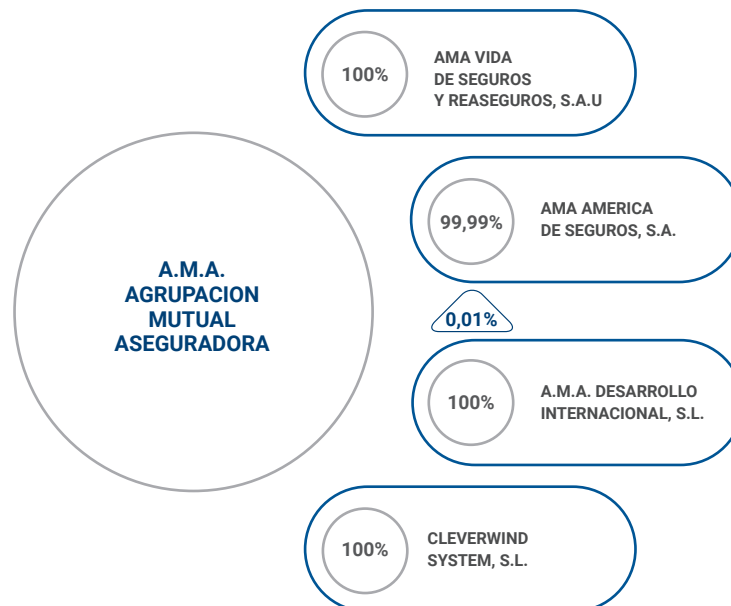 A.M.A.
AGRUPACION
MUTUAL
ASEGURADORA
100%
AMA VIDA
DE SEGUROS
Y REASEGUROS, S.A.U
99,99%
AMA AMERICA
DE SEGUROS, S.A.
0,01%
100%
A.M.A. DESARROLLO
INTERNACIONAL, S.L.
100%
CLEVERWIND
SYSTEM, S.L.